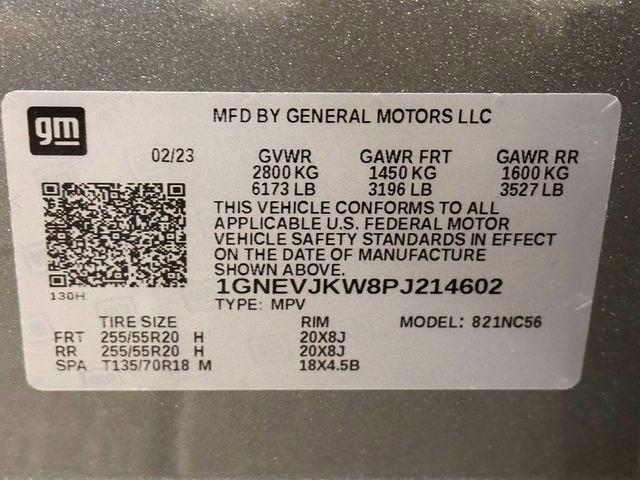 gm
MFD BY GENERAL MOTORS LLC
02/23 GVWR GAWR FRT GAWR RR
2800 KG 1450 KG 1600 KG
6173 LB 3196 LB 3527 LB
THIS VEHICLE CONFORMS TO ALL
APPLICABLE U.S. FEDERAL MOTOR
VEHICLE SAFETY STANDARDS IN EFFECT
ON THE DATE OF MANUFACTURE
SHOWN ABOVE.
130H
1GNEVJKW8PJ214602
TYPE: MPV
TIRE SIZE RIM MODEL: 821NC56
FRT 255/55R20 H 20X8J
RR 255/55R20 H 20X8J
SPA T135/70R18 M 18X4.5B